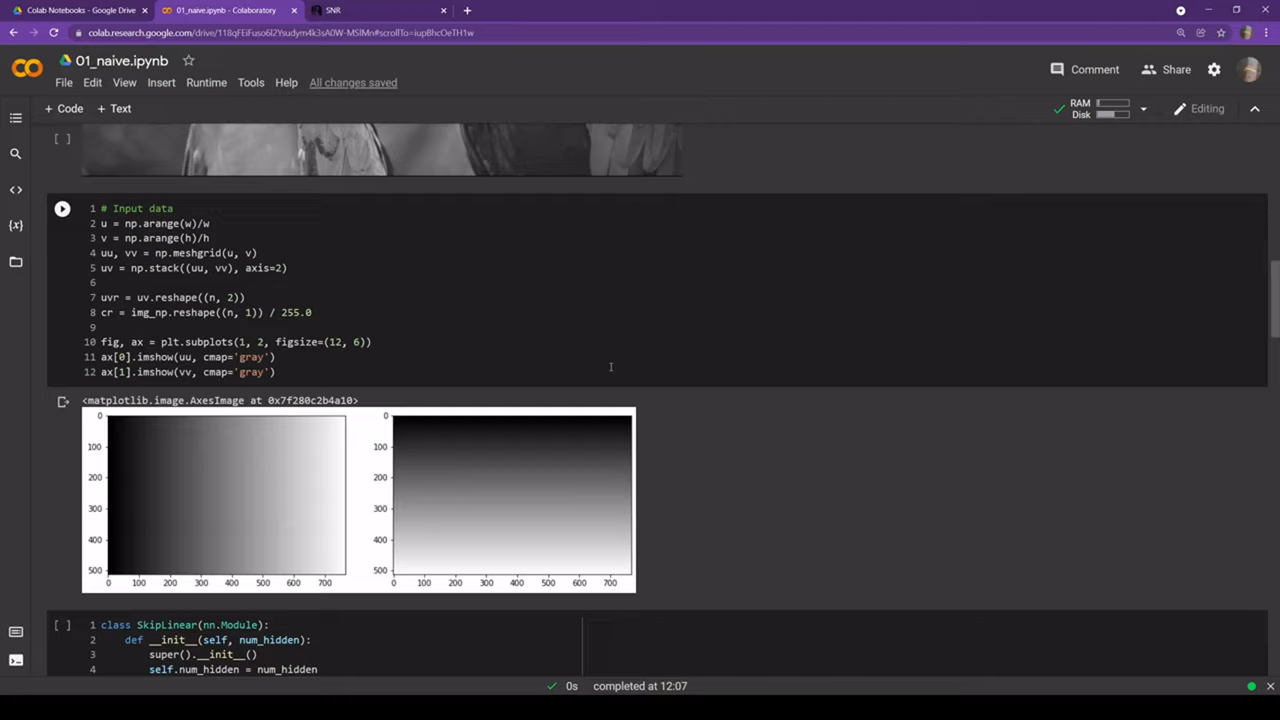 Colab Notebooks - Google Drive
01_naive.ipynb - Colaboratory
SNR
colab.research.google.com/drive/118qFEiFuso6I2Ysudym4k3sA0W-MSIMn#scrollTo=iupBhcOeTH1w
01_naive.ipynb
File Edit View Insert Runtime Tools Help All changes saved
Comment Share
+ Code + Text
RAM
Disk
Editing
[ ]
1 # Input data
2 u = np.arange(w)/w
3 v = np.arange(h)/h
4 uu, vv = np.meshgrid(u, v)
5 uv = np.stack((uu, vv), axis=2)
6
7 uvr = uv.reshape((n, 2))
8 cr = img_np.reshape((n, 1)) / 255.0
9
10 fig, ax = plt.subplots(1, 2, figsize=(12, 6))
11 ax[0].imshow(uu, cmap='gray')
12 ax[1].imshow(vv, cmap='gray')
<matplotlib.image.AxesImage at 0x7f280c2b4a10>
0
100
200
300
400
500
0 100 200 300 400 500 600 700
0
100
200
300
400
500
0 100 200 300 400 500 600 700
[ ]
1 class SkipLinear(nn.Module):
2 def __init__(self, num_hidden):
3 super().__init__()
4 self.num_hidden = num_hidden
0s completed at 12:07